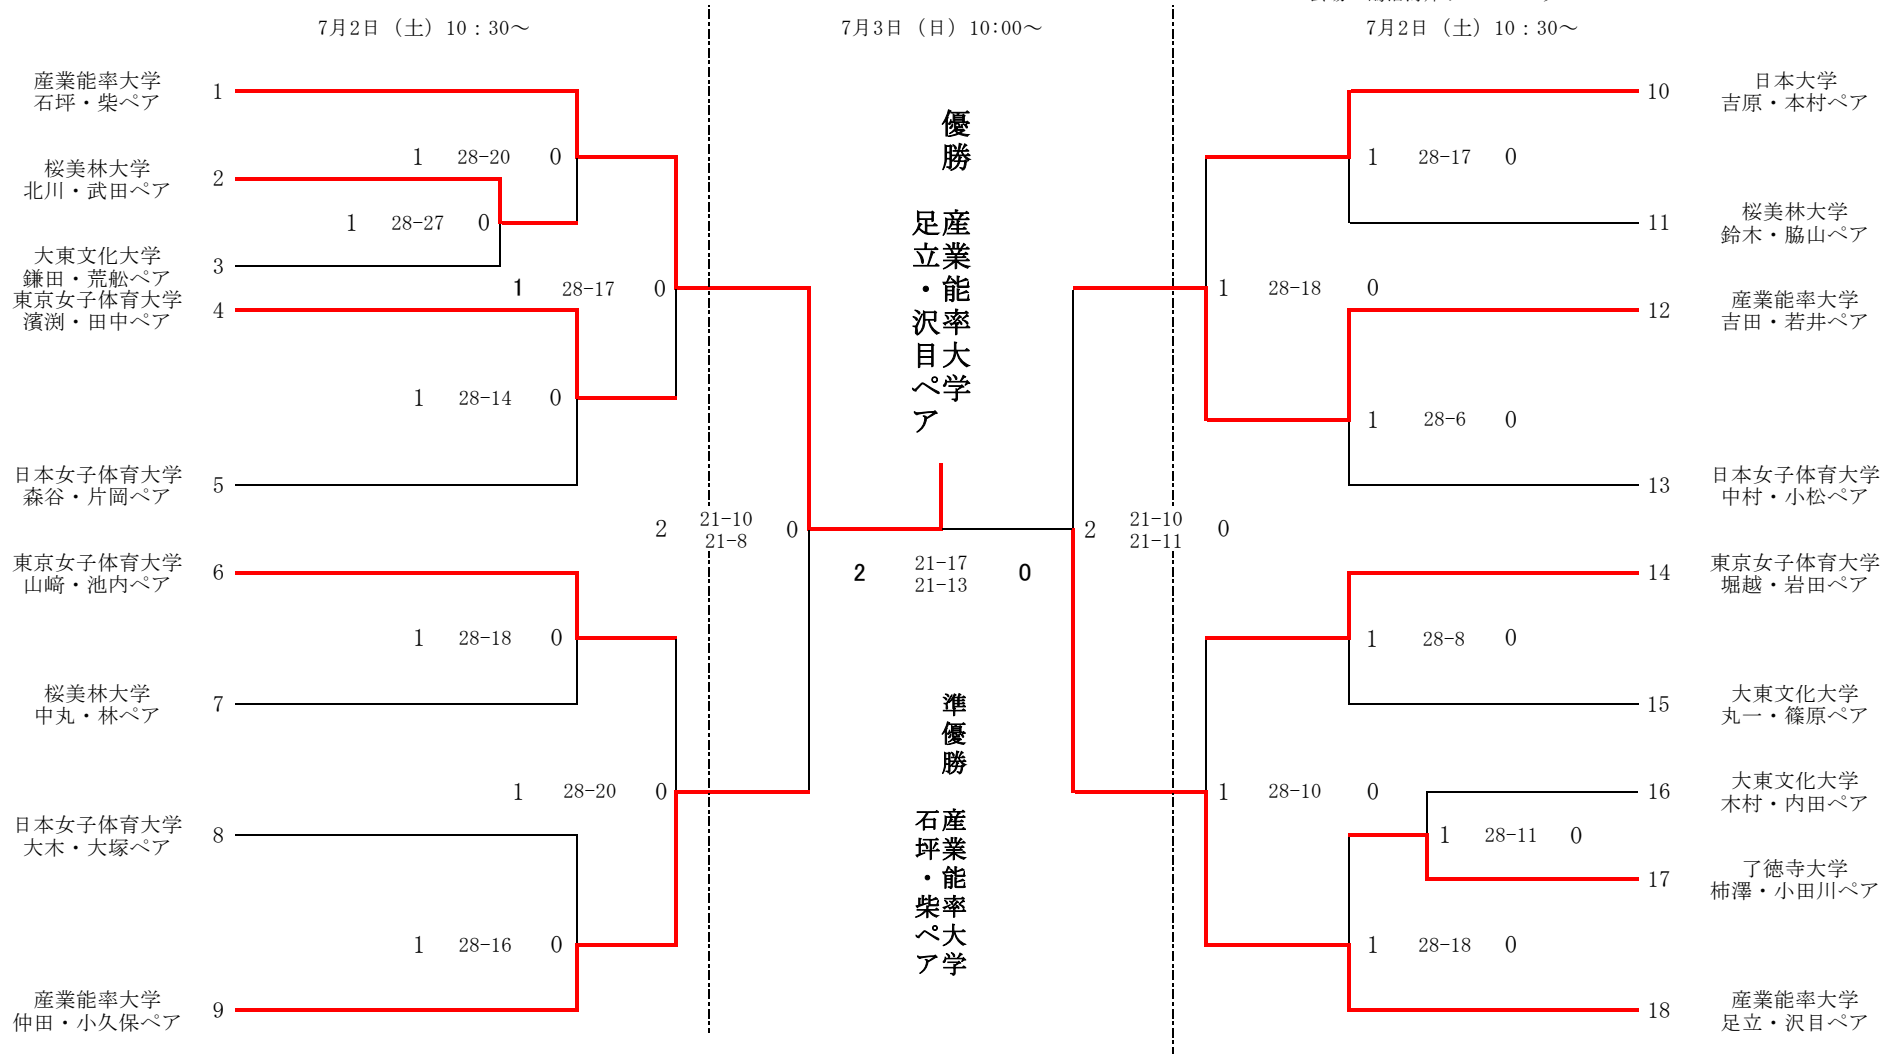 7月2日（土）10：30～
7月3日（日）10:00～
7月2日（土）10：30～
産業能率大学
石坪・柴ペア
1
桜美林大学
北川・武田ペア
2
大東文化大学
鎌田・荒舩ペア
3
東京女子体育大学
濱渕・田中ペア
4
日本女子体育大学
森谷・片岡ペア
5
東京女子体育大学
山﨑・池内ペア
6
桜美林大学
中丸・林ペア
7
日本女子体育大学
大木・大塚ペア
8
産業能率大学
仲田・小久保ペア
9
1 28-20 0
1 28-27 0
1 28-17 0
1 28-14 0
1 28-18 0
1 28-20 0
1 28-16 0
2 21-10 0
21-8
優勝 産業能率大学
足立・沢目ペア
2 21-17 0
21-13
準優勝 産業能率大学
石坪・柴ペア
2 21-10 0
21-11
1 28-17 0
1 28-18 0
1 28-6 0
1 28-8 0
1 28-10 0
1 28-11 0
1 28-18 0
10
日本大学
吉原・本村ペア
11
桜美林大学
鈴木・脇山ペア
12
産業能率大学
吉田・若井ペア
13
日本女子体育大学
中村・小松ペア
14
東京女子体育大学
堀越・岩田ペア
15
大東文化大学
丸一・篠原ペア
16
大東文化大学
木村・内田ペア
17
了徳寺大学
柿澤・小田川ペア
18
産業能率大学
足立・沢目ペア